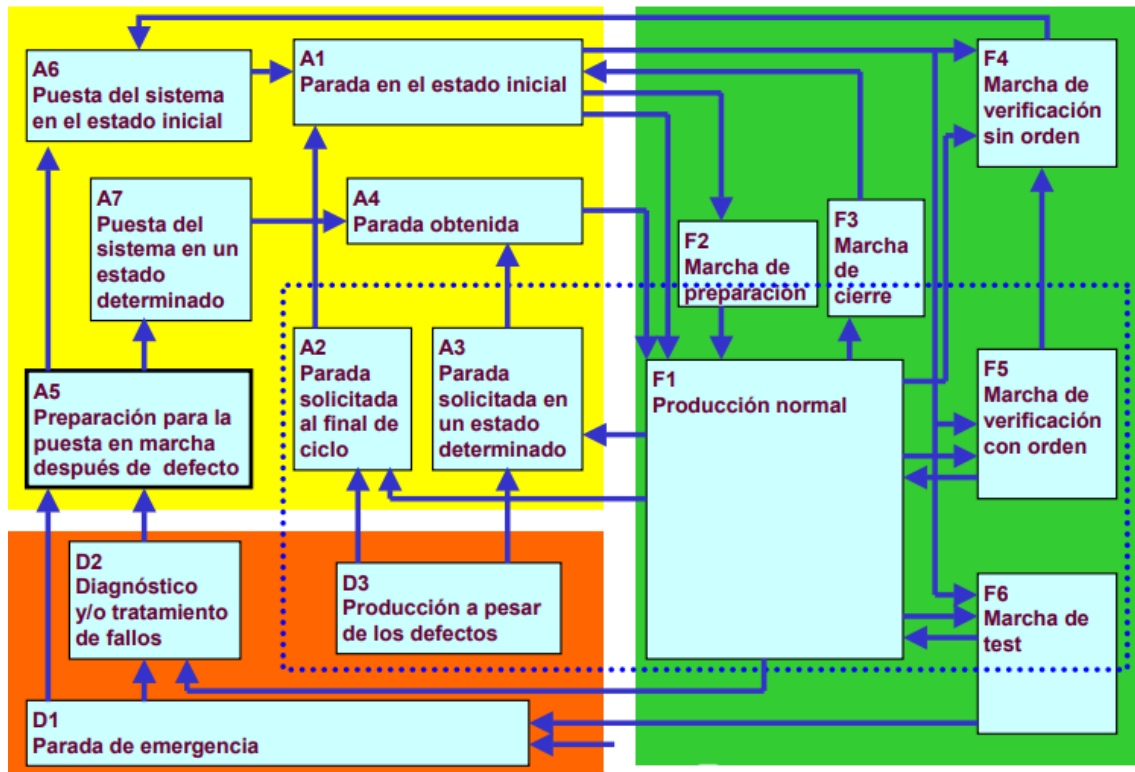 A6
Puesta del sistema
en el estado inicial
A1
Parada en el estado inicial
F4
Marcha de
verificación
sin orden
A7
Puesta del
sistema en un
estado
determinado
A4
Parada obtenida
F2
Marcha de
preparación
F3
Marcha
de
cierre
A5
Preparación para la
puesta en marcha
después de defecto
A2
Parada
solicitada
al final de
ciclo
A3
Parada
solicitada en
un estado
determinado
F1
Producción normal
F5
Marcha de
verificación
con orden
D2
Diagnóstico
y/o tratamiento
de fallos
D3
Producción a pesar
de los defectos
F6
Marcha de
test
D1
Parada de emergencia